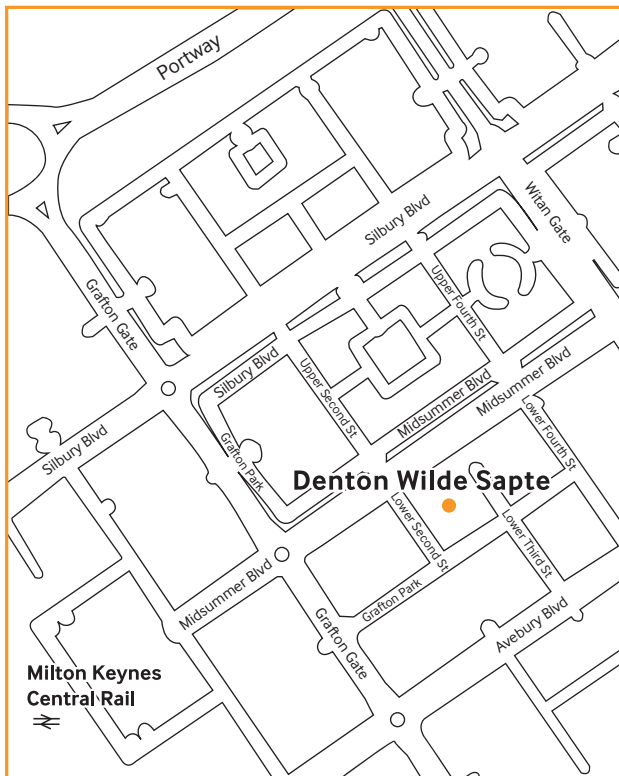 Portway
Silbury Blvd
Witan Gate
Grafton Gate
Upper Fourth St
Silbury Blvd
Upper Second St
Midsummer Blvd
Midsummer Blvd
Silbury Blvd
Grafton Park
Lower Fourth St
Denton Wilde Sapte
Lower Second St
Lower Third St
Midsummer Blvd
Grafton Park
Grafton Gate
Avebury Blvd
Milton Keynes
Central Rail